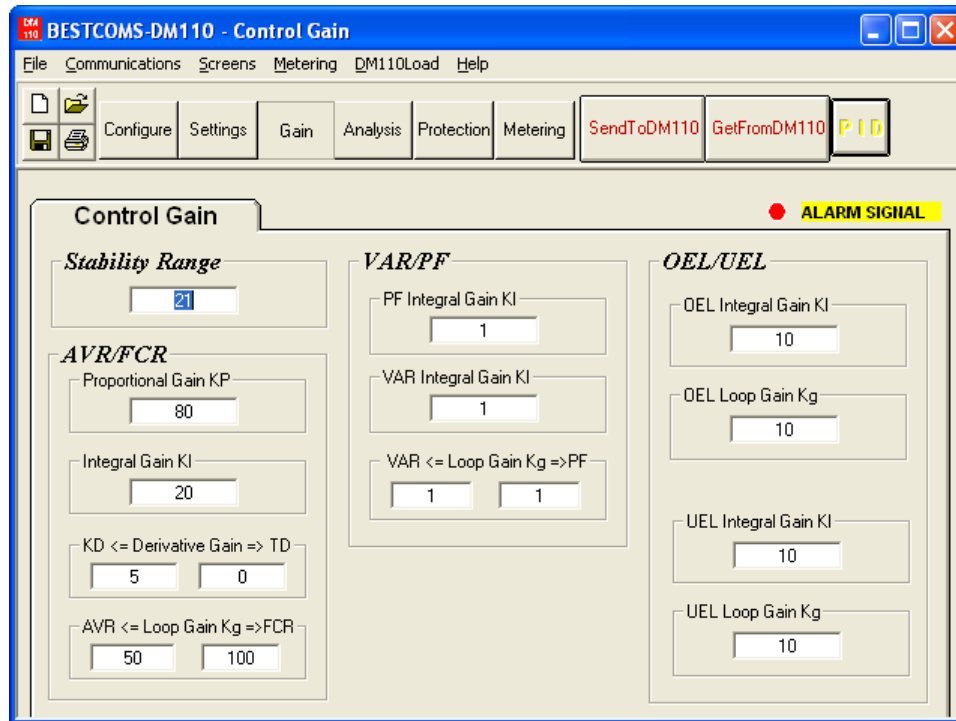 DM
110
BESTCOMS-DM110 - Control Gain
File Communications Screens Metering DM110Load Help
Configure Settings Gain Analysis Protection Metering SendToDM110 GetFromDM110 PID
Control Gain
ALARM SIGNAL
Stability Range
21
AVR/FCR
Proportional Gain KP
80
Integral Gain KI
20
KD <= Derivative Gain => TD
5 0
AVR <= Loop Gain Kg =>FCR
50 100
VAR/PF
PF Integral Gain KI
1
VAR Integral Gain KI
1
VAR <= Loop Gain Kg =>PF
1 1
OEL/UEL
OEL Integral Gain KI
10
OEL Loop Gain Kg
10
UEL Integral Gain KI
10
UEL Loop Gain Kg
10